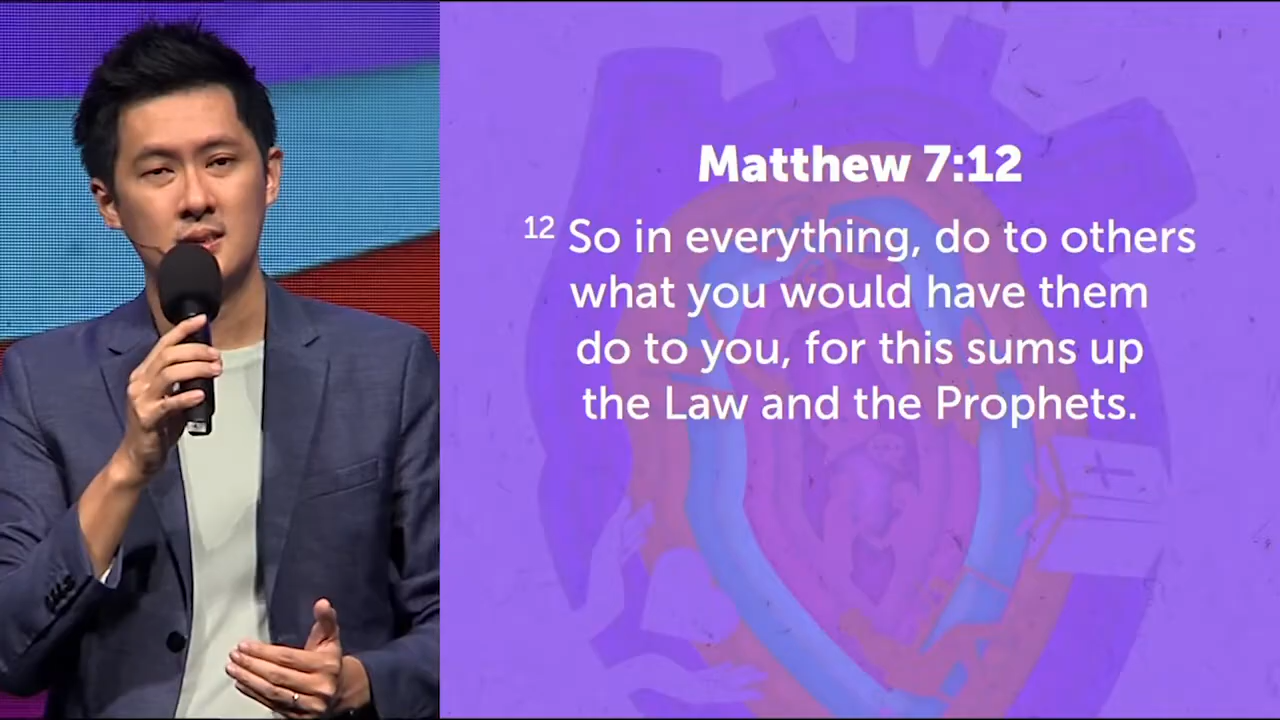 Matthew 7:12
12 So in everything, do to others
what you would have them
do to you, for this sums up
the Law and the Prophets.